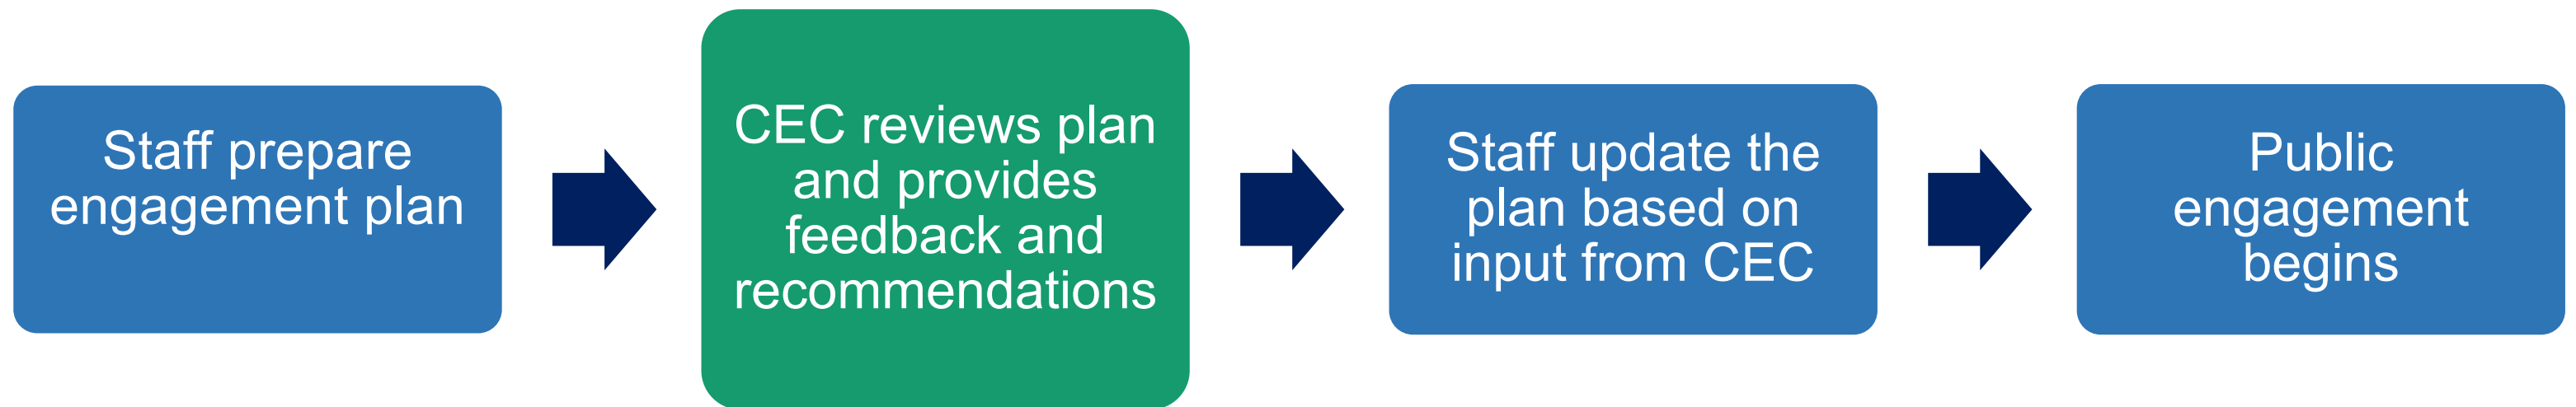 Staff prepare
engagement plan
CEC reviews plan
and provides
feedback and
recommendations
Staff update the
plan based on
input from CEC
Public
engagement
begins